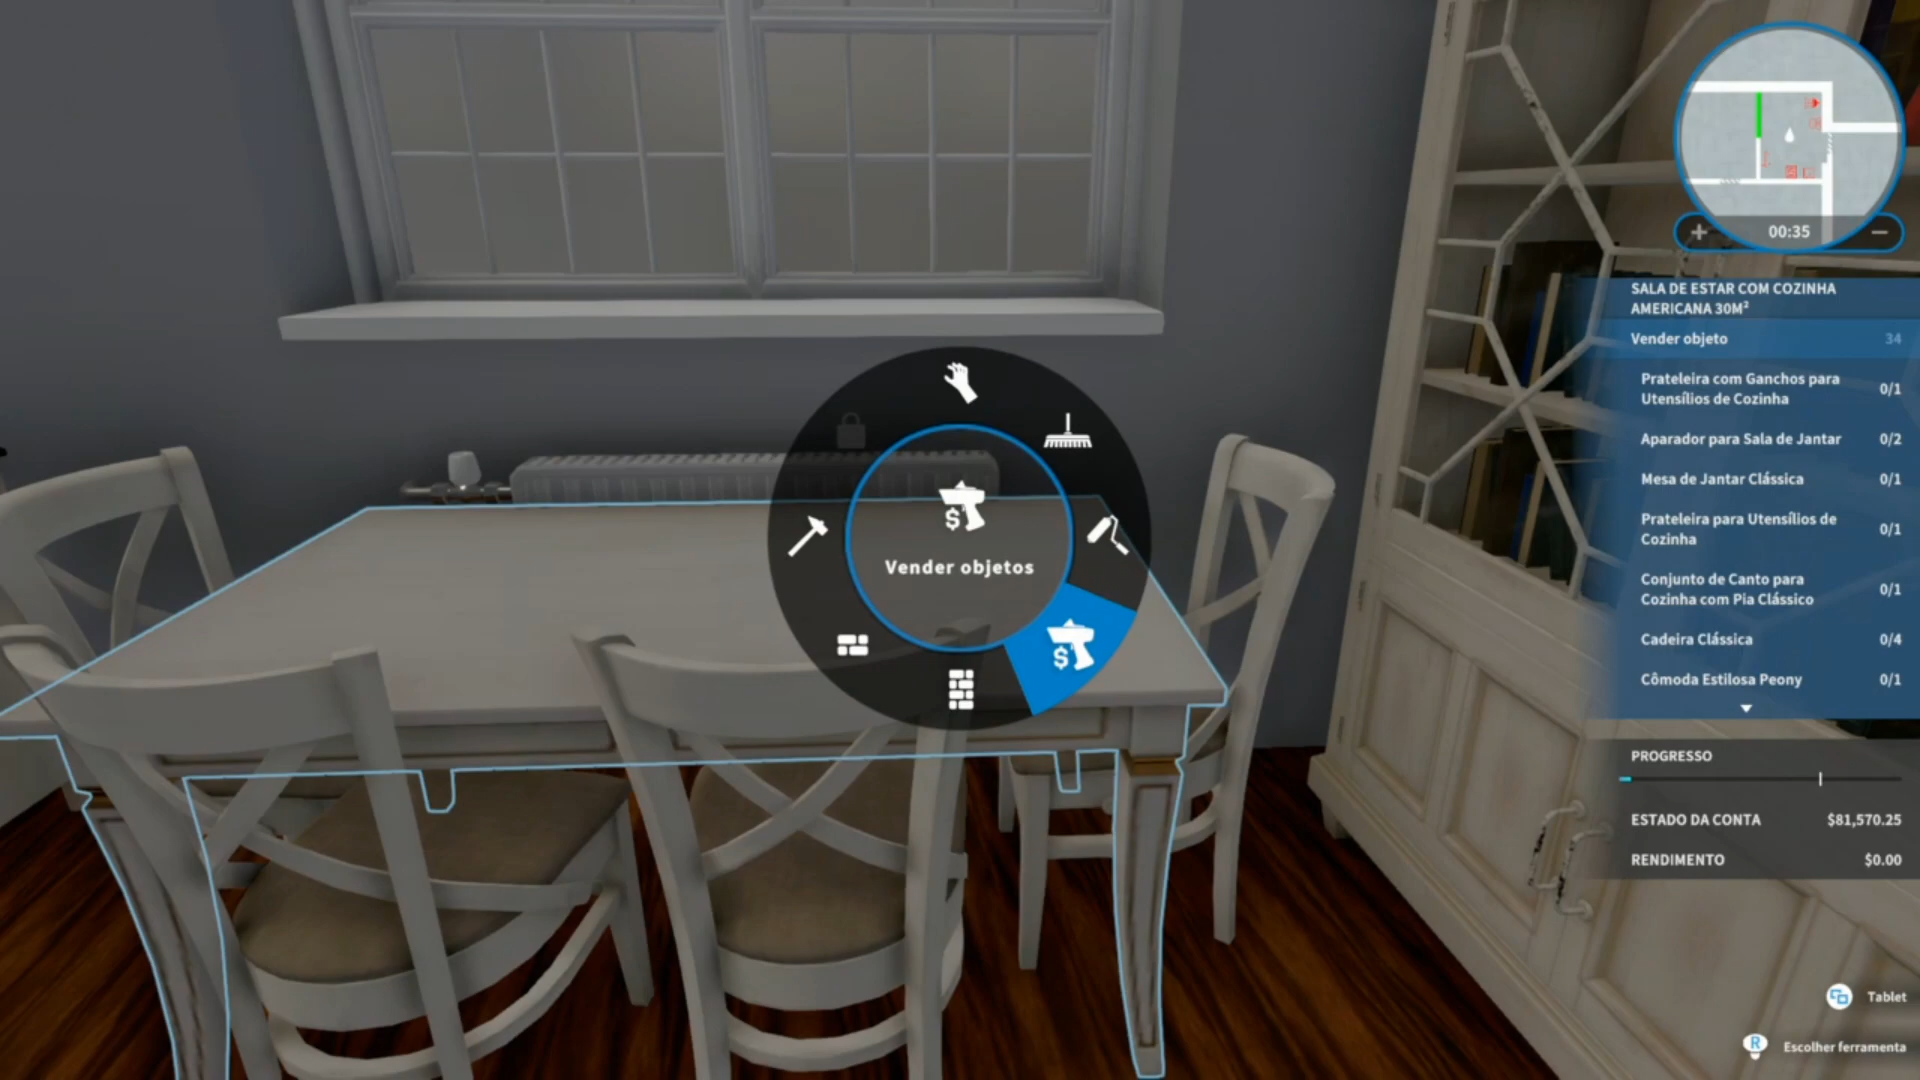 00:35
SALA DE ESTAR COM COZINHA
AMERICANA 30M²
Vender objeto 34
Prateleira com Ganchos para
Utensílios de Cozinha 0/1
Aparador para Sala de Jantar 0/2
Mesa de Jantar Clássica 0/1
Prateleira para Utensílios de
Cozinha 0/1
Conjunto de Canto para
Cozinha com Pia Clássico 0/1
Cadeira Clássica 0/4
Cômoda Estilosa Peony 0/1
$
Vender objetos
$
PROGRESSO
ESTADO DA CONTA $81,570.25
RENDIMENTO $0.00
Tablet
R Escolher ferramenta